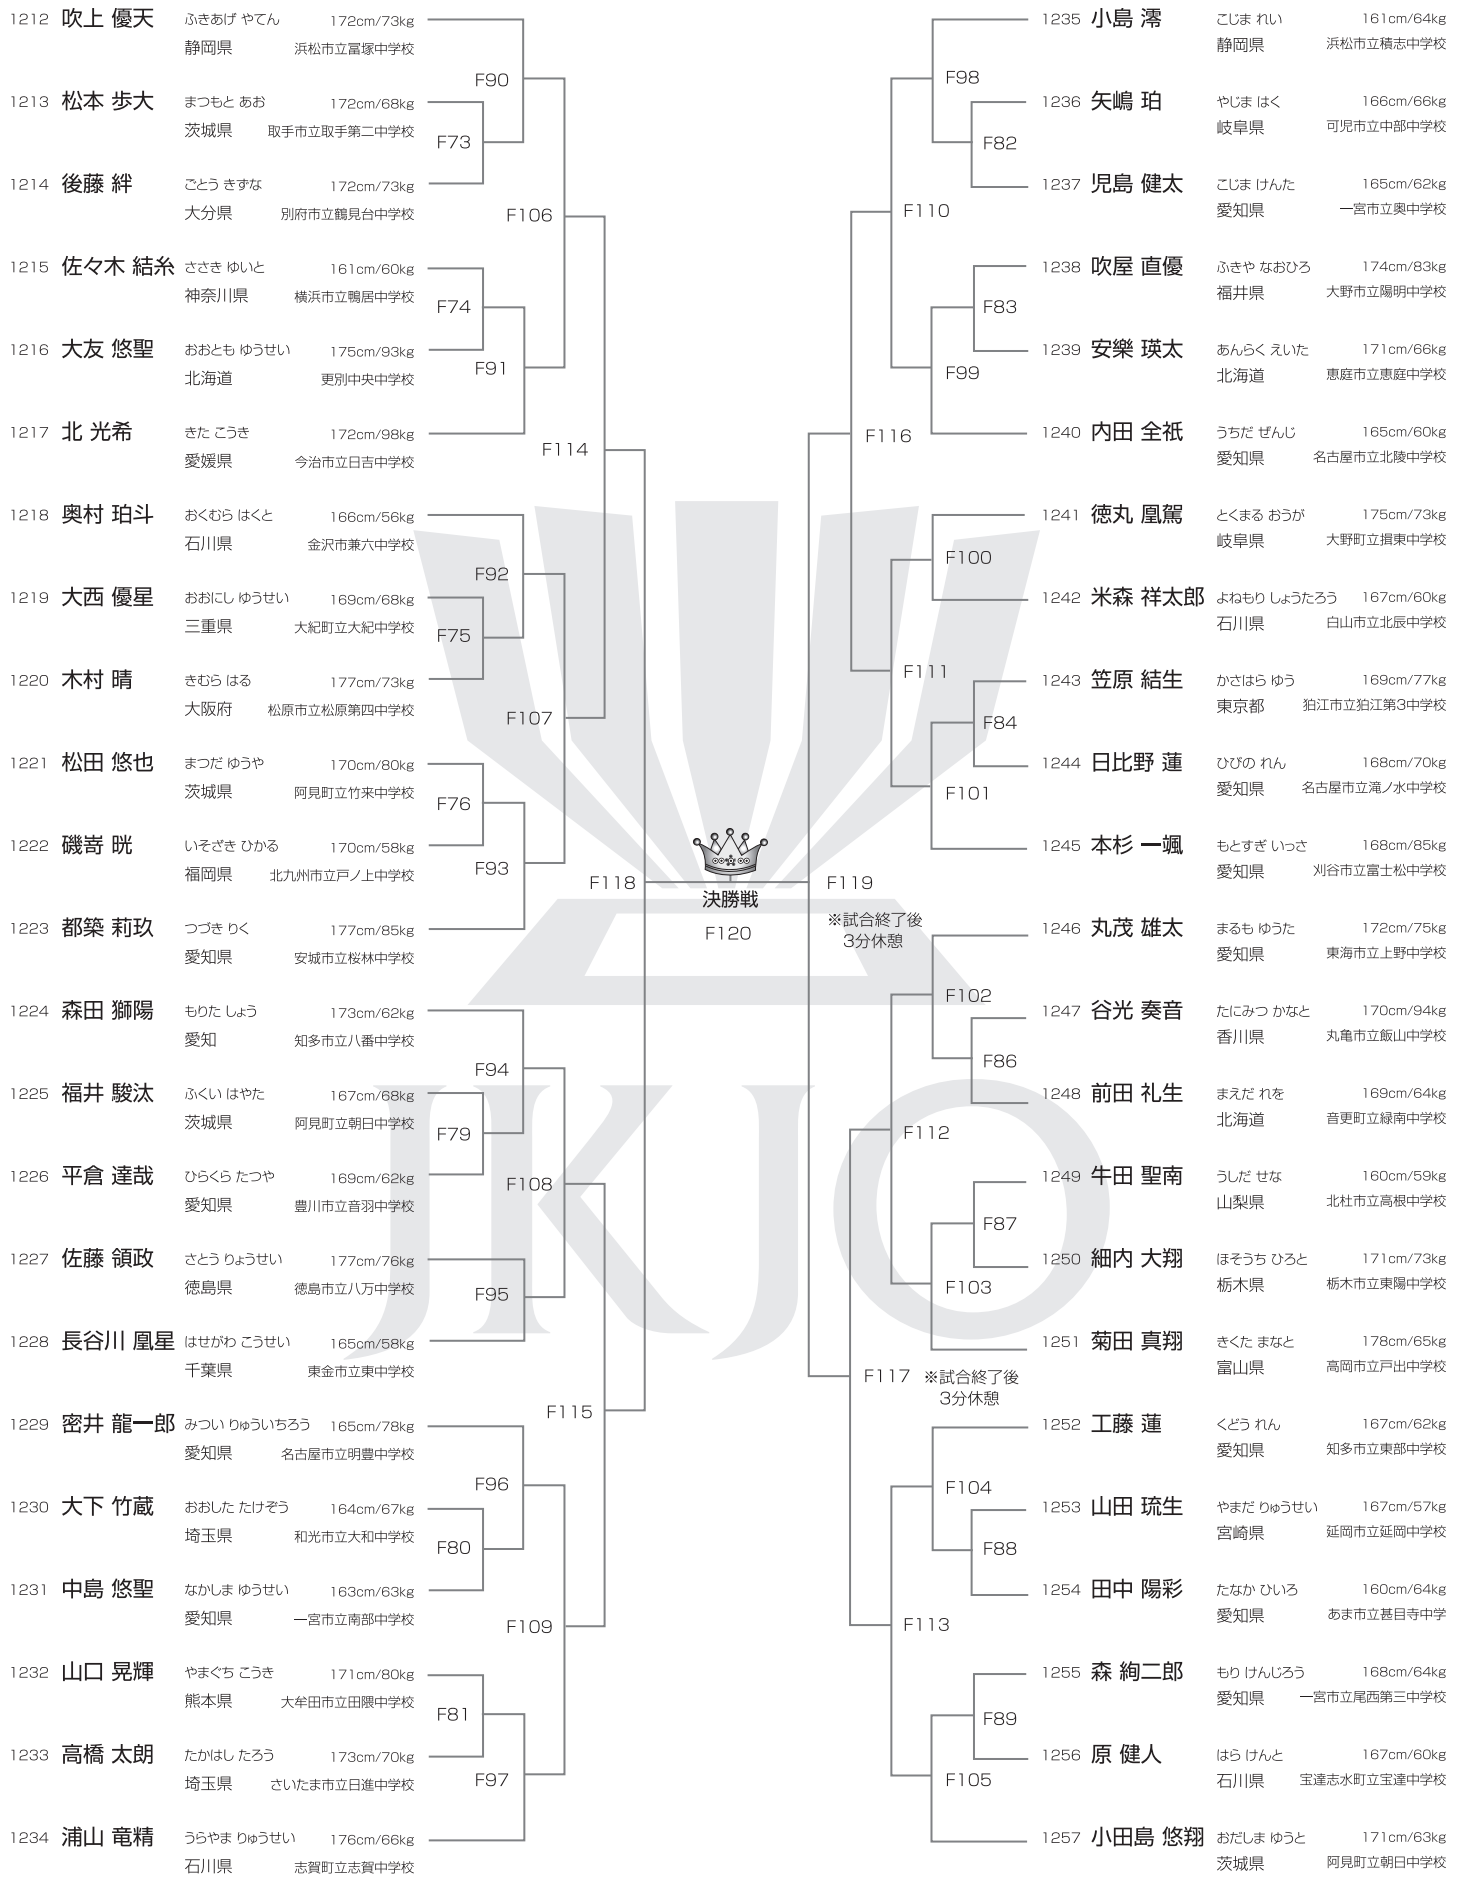 1212 吹上 優天 ふきあげ やてん 172cm/73kg
静岡県 浜松市立冨塚中学校
F90
1213 松本 歩大 まつもと あお 172cm/68kg
茨城県 取手市立取手第二中学校
F73
1214 後藤 絆 ごとう きずな 172cm/73kg
大分県 別府市立鶴見台中学校
F106
1215 佐々木 結糸 ささき ゆいと 161cm/60kg
神奈川県 横浜市立鴨居中学校
F74
1216 大友 悠聖 おおとも ゆうせい 175cm/93kg
北海道 更別中央中学校
F91
1217 北 光希 きた こうき 172cm/98kg
愛媛県 今治市立日吉中学校
F114
1218 奥村 珀斗 おくむら はくと 166cm/56kg
石川県 金沢市兼六中学校
F92
1219 大西 優星 おおにし ゆうせい 169cm/68kg
三重県 大紀町立大紀中学校
F75
1220 木村 晴 きむら はる 177cm/73kg
大阪府 松原市立松原第四中学校
F107
1221 松田 悠也 まつだ ゆうや 170cm/80kg
茨城県 阿見町立竹来中学校
F76
1222 磯嵜 晄 いそざき ひかる 170cm/58kg
福岡県 北九州市立戸ノ上中学校
F93
F118
1223 都築 莉玖 つづき りく 177cm/85kg
愛知県 安城市立桜林中学校
1224 森田 獅陽 もりた しょう 173cm/62kg
愛知 知多市立八幡中学校
F94
1225 福井 駿汰 ふくい はやた 167cm/68kg
茨城県 阿見町立朝日中学校
F79
1226 平倉 達哉 ひらくら たつや 169cm/62kg
愛知県 豊川市立音羽中学校
F108
1227 佐藤 領政 さとう りょうせい 177cm/76kg
徳島県 徳島市立八万中学校
F95
1228 長谷川 凰星 はせがわ こうせい 165cm/58kg
千葉県 東金市立東中学校
F115
1229 密井 龍一郎 みつい りゅういちろう 165cm/78kg
愛知県 名古屋市立明豊中学校
F96
1230 大下 竹蔵 おおした たけぞう 164cm/67kg
埼玉県 和光市立大和中学校
F80
1231 中島 悠聖 なかしま ゆうせい 163cm/63kg
愛知県 一宮市立南部中学校
F109
1232 山口 晃輝 やまぐち こうき 171cm/80kg
熊本県 大牟田市立田隈中学校
F81
1233 高橋 太朗 たかはし たろう 173cm/70kg
埼玉県 さいたま市立日進中学校
F97
1234 浦山 竜精 うらやま りゅうせい 176cm/66kg
石川県 志賀町立志賀中学校
決勝戦
F120
JKJO
1235 小島 澪 こじま れい 161cm/64kg
静岡県 浜松市立積志中学校
F98
1236 矢嶋 珀 やじま はく 166cm/66kg
岐阜県 可児市立中部中学校
F82
1237 児島 健太 こじま けんた 165cm/62kg
愛知県 一宮市立奥中学校
F110
1238 吹屋 直優 ふきや なおひろ 174cm/83kg
福井県 大野市立陽明中学校
F83
1239 安樂 瑛太 あんらく えいた 171cm/66kg
北海道 恵庭市立恵庭中学校
F99
1240 内田 全祇 うちだ ぜんじ 165cm/60kg
愛知県 名古屋市立北陵中学校
F116
1241 徳丸 凰駕 とくまる おうが 175cm/73kg
岐阜県 大野町立揖東中学校
F100
1242 米森 祥太郎 よねもり しょうたろう 167cm/60kg
石川県 白山市立北辰中学校
F111
1243 笠原 結生 かさはら ゆう 169cm/77kg
東京都 狛江市立狛江第3中学校
F84
1244 日比野 蓮 ひびの れん 168cm/70kg
愛知県 名古屋市立滝ノ水中学校
F101
1245 本杉 一颯 もとすぎ いっさ 168cm/85kg
愛知県 刈谷市立富士松中学校
F119
※試合終了後
3分休憩
1246 丸茂 雄太 まるも ゆうた 172cm/75kg
愛知県 東海市立上野中学校
F102
1247 谷光 奏音 たにみつ かなと 170cm/94kg
香川県 丸亀市立飯山中学校
F86
1248 前田 礼生 まえだ れを 169cm/64kg
北海道 音更町立緑南中学校
F112
1249 牛田 聖南 うしだ せな 160cm/59kg
山梨県 北杜市立高根中学校
F87
1250 細内 大翔 ほそうち ひろと 171cm/73kg
栃木県 栃木市立東陽中学校
F103
1251 菊田 真翔 きくた まなと 178cm/65kg
富山県 高岡市立戸出中学校
F117 ※試合終了後
3分休憩
1252 工藤 蓮 くどう れん 167cm/62kg
愛知県 知多市立東部中学校
F104
1253 山田 琉生 やまだ りゅうせい 167cm/57kg
宮崎県 延岡市立延岡中学校
F88
1254 田中 陽彩 たなか ひいろ 160cm/64kg
愛知県 あま市立甚目寺中学
F113
1255 森 絢二郎 もり けんじろう 168cm/64kg
愛知県 一宮市立尾西第三中学校
F89
1256 原 健人 はら けんと 167cm/60kg
石川県 宝達志水町立宝達中学校
F105
1257 小田島 悠翔 おだしま ゆうと 171cm/63kg
茨城県 阿見町立朝日中学校